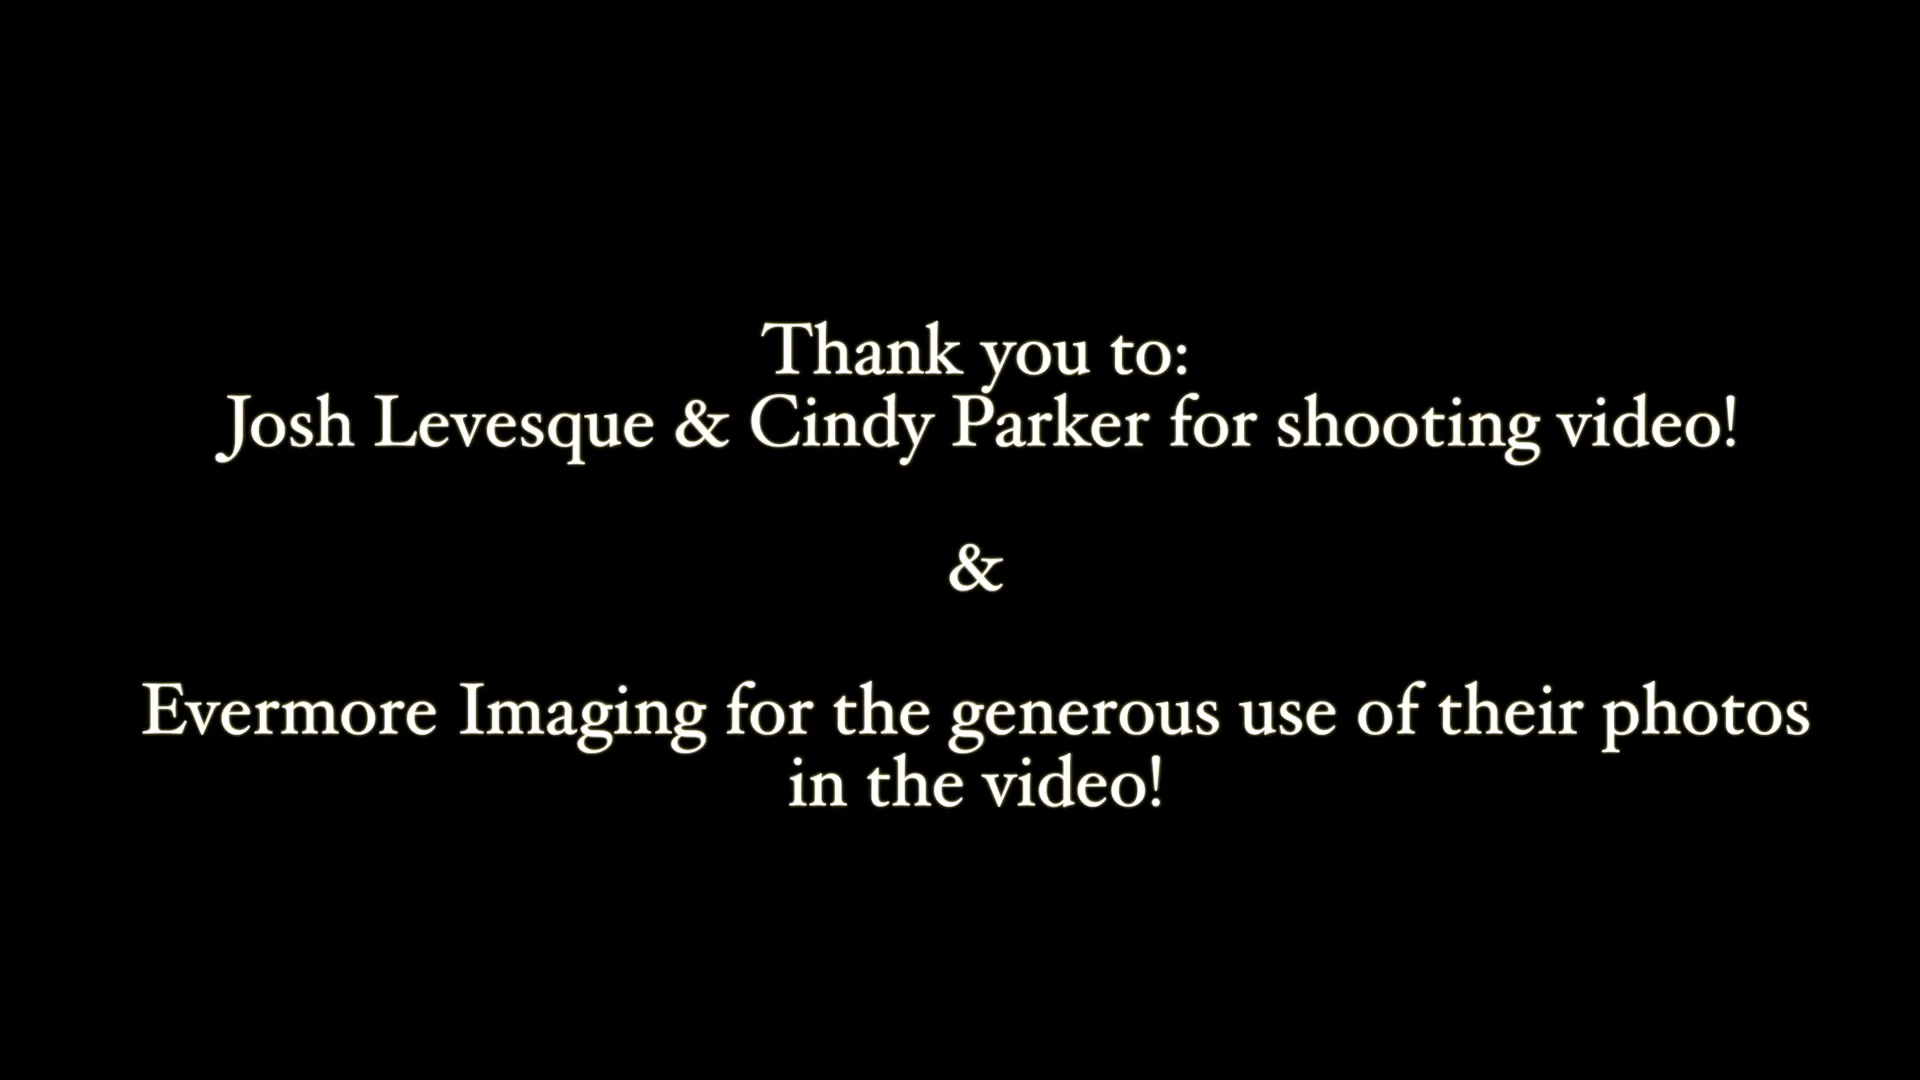 Thank you to:
Josh Levesque & Cindy Parker for shooting video!
&
Evermore Imaging for the generous use of their photos
in the video!